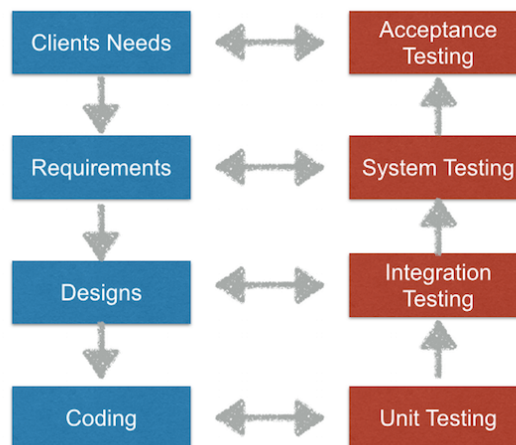 Clients Needs
Acceptance
Testing
Requirements
System Testing
Designs
Integration
Testing
Coding
Unit Testing